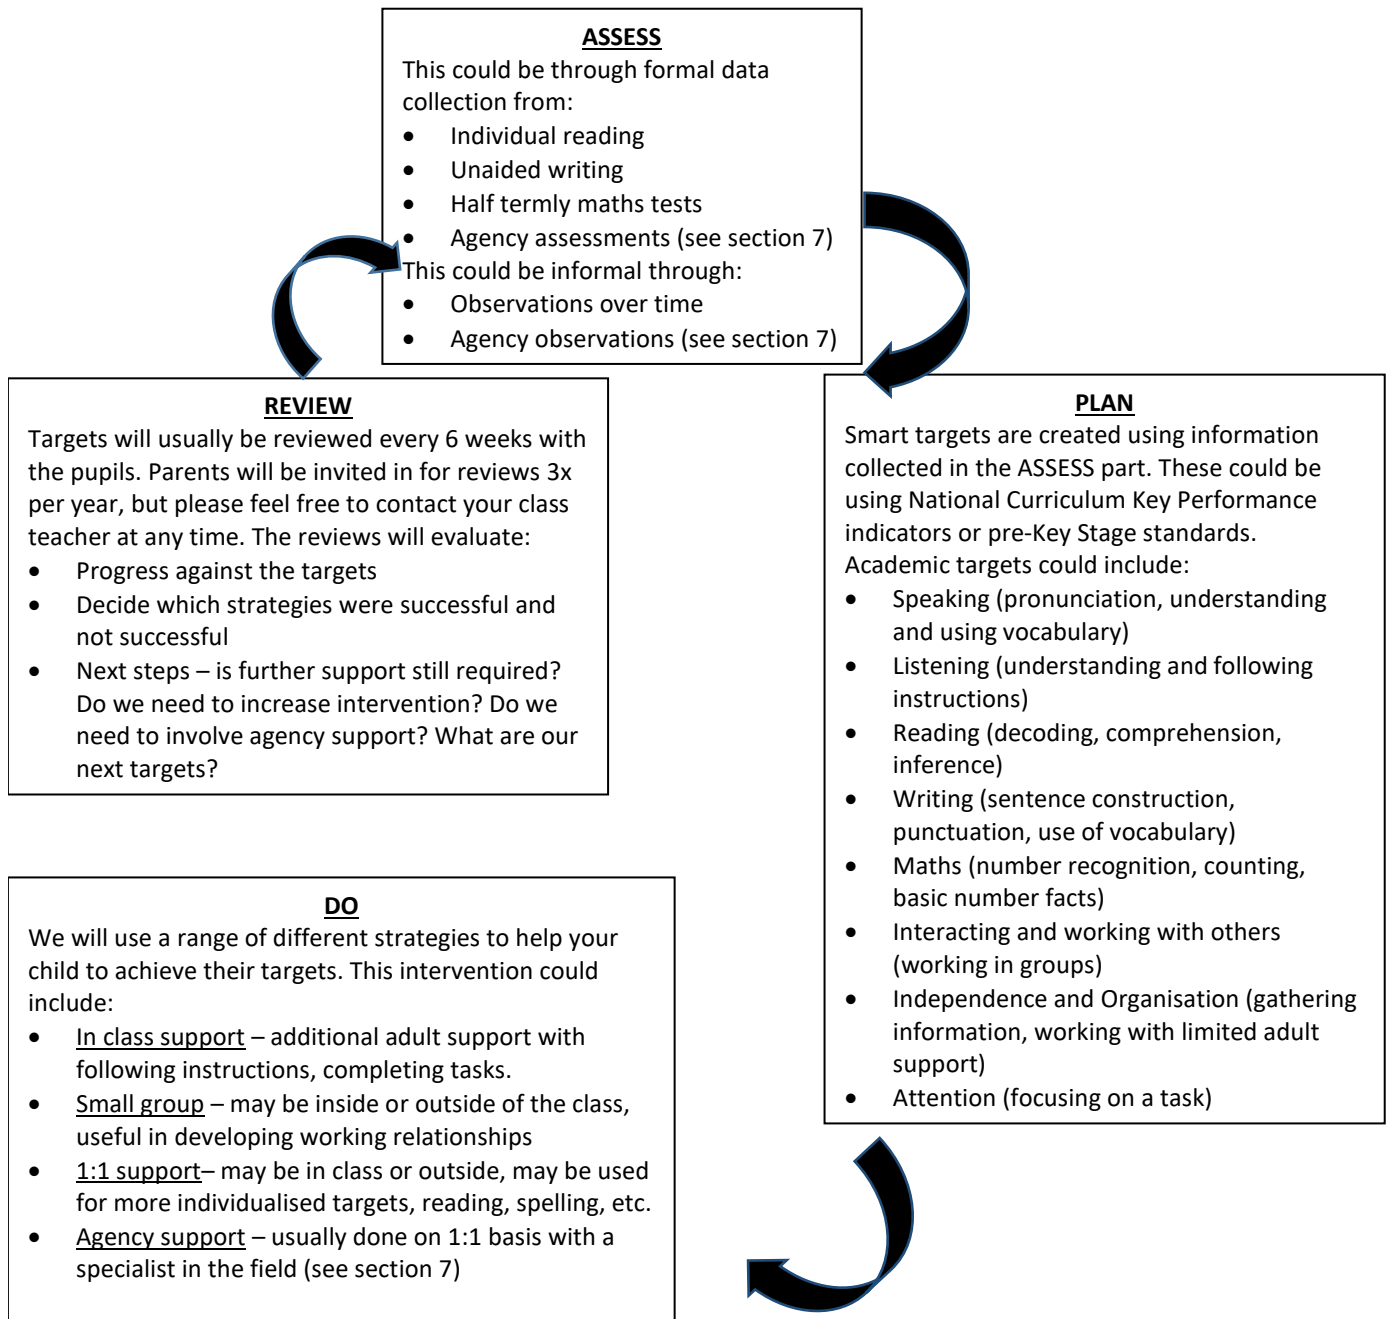 ASSESS
This could be through formal data
collection from:
• Individual reading
• Unaided writing
• Half termly maths tests
• Agency assessments (see section 7)
This could be informal through:
• Observations over time
• Agency observations (see section 7)
PLAN
Smart targets are created using information
collected in the ASSESS part. These could be
using National Curriculum Key Performance
indicators or pre-Key Stage standards.
Academic targets could include:
• Speaking (pronunciation, understanding
and using vocabulary)
• Listening (understanding and following
instructions)
• Reading (decoding, comprehension,
inference)
• Writing (sentence construction,
punctuation, use of vocabulary)
• Maths (number recognition, counting,
basic number facts)
• Interacting and working with others
(working in groups)
• Independence and Organisation (gathering
information, working with limited adult
support)
• Attention (focusing on a task)
DO
We will use a range of different strategies to help your
child to achieve their targets. This intervention could
include:
• In class support – additional adult support with
following instructions, completing tasks.
• Small group – may be inside or outside of the class,
useful in developing working relationships
• 1:1 support– may be in class or outside, may be used
for more individualised targets, reading, spelling, etc.
• Agency support – usually done on 1:1 basis with a
specialist in the field (see section 7)
REVIEW
Targets will usually be reviewed every 6 weeks with
the pupils. Parents will be invited in for reviews 3x
per year, but please feel free to contact your class
teacher at any time. The reviews will evaluate:
• Progress against the targets
• Decide which strategies were successful and
not successful
• Next steps – is further support still required?
Do we need to increase intervention? Do we
need to involve agency support? What are our
next targets?